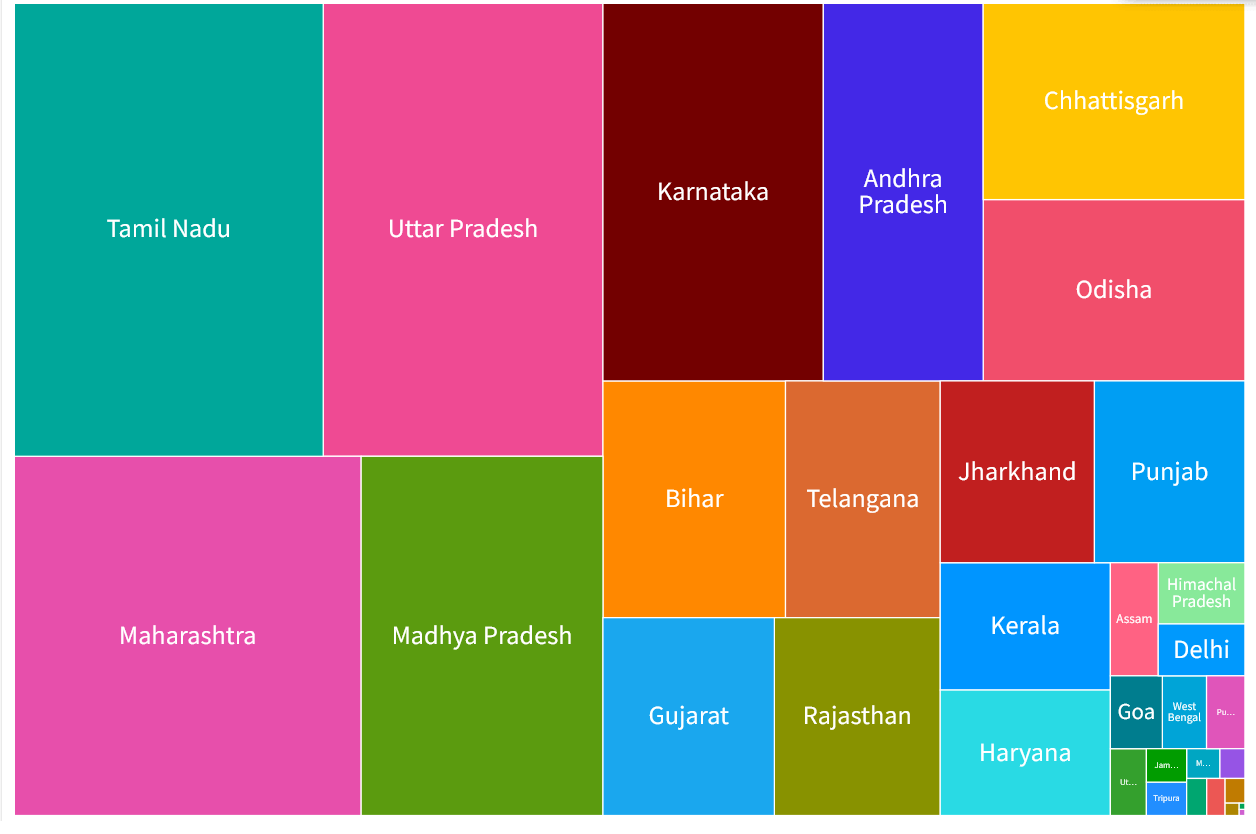 Tamil Nadu
Uttar Pradesh
Karnataka
Andhra
Pradesh
Chhattisgarh
Odisha
Maharashtra
Madhya Pradesh
Bihar
Telangana
Jharkhand
Punjab
Gujarat
Rajasthan
Kerala
Haryana
Assam
Himachal
Pradesh
Delhi
Goa
West
Bengal
Pu...
Ut...
Jam...
M...
Tripura